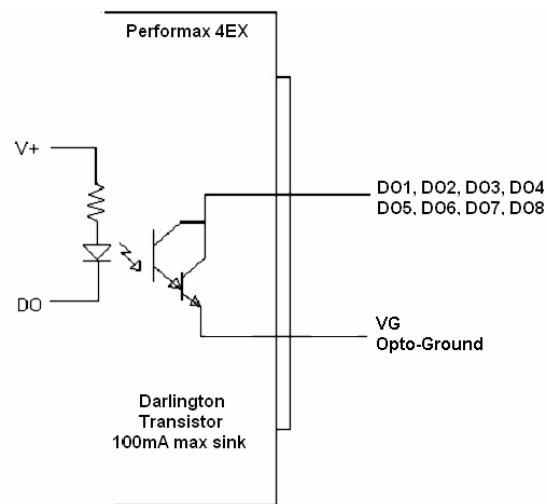 Performax 4EX
V+
DO1, DO2, DO3, DO4
DO5, DO6, DO7, DO8
DO
VG
Opto-Ground
Darlington
Transistor
100mA max sink